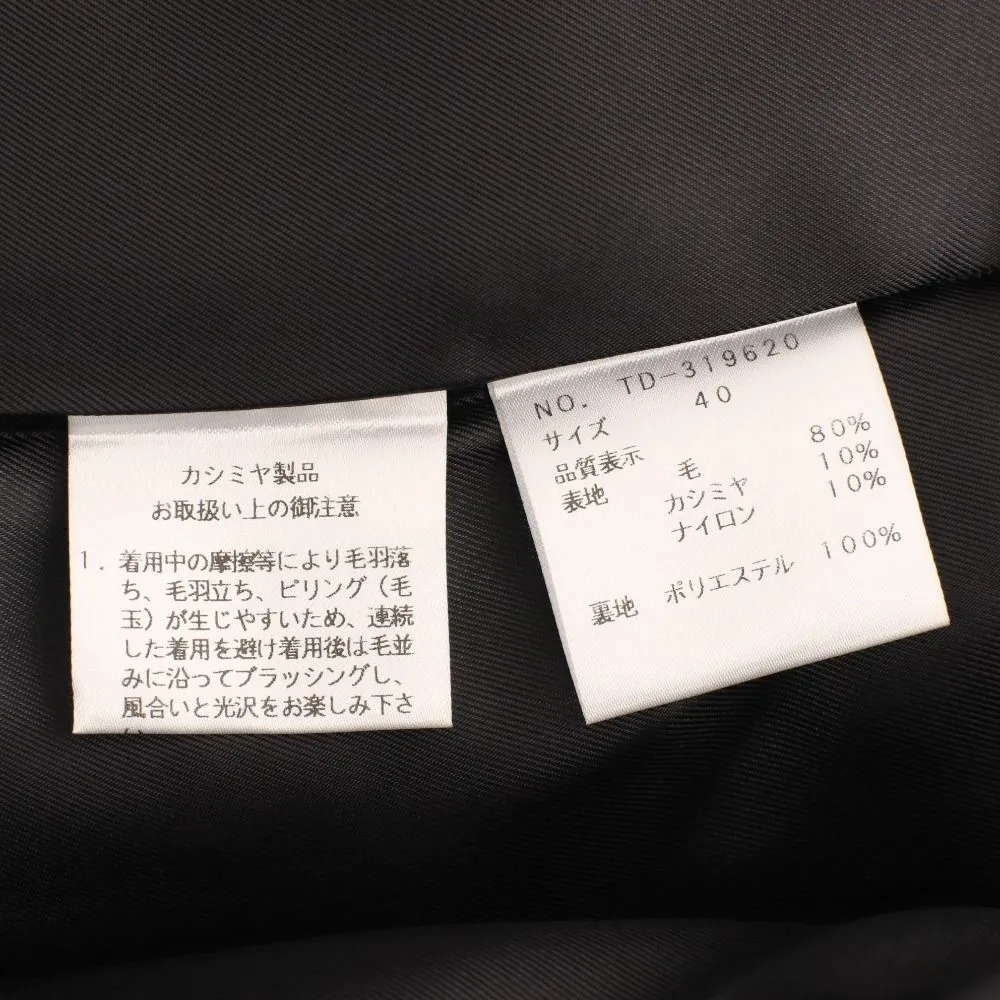 カシミヤ製品
お取扱い上の御注意
1．着用中の摩擦等により毛羽落
ち、毛羽立ち、ピリング（毛
玉）が生じやすいため、連続
した着用を避け着用後は毛並
みに沿ってブラッシングし、
風合いと光沢をお楽しみ下さ
NO. TD-319620
サイズ 40
品質表示
表地 毛 80%
カシミヤ 10%
ナイロン 10%
裏地 ポリエステル 100%